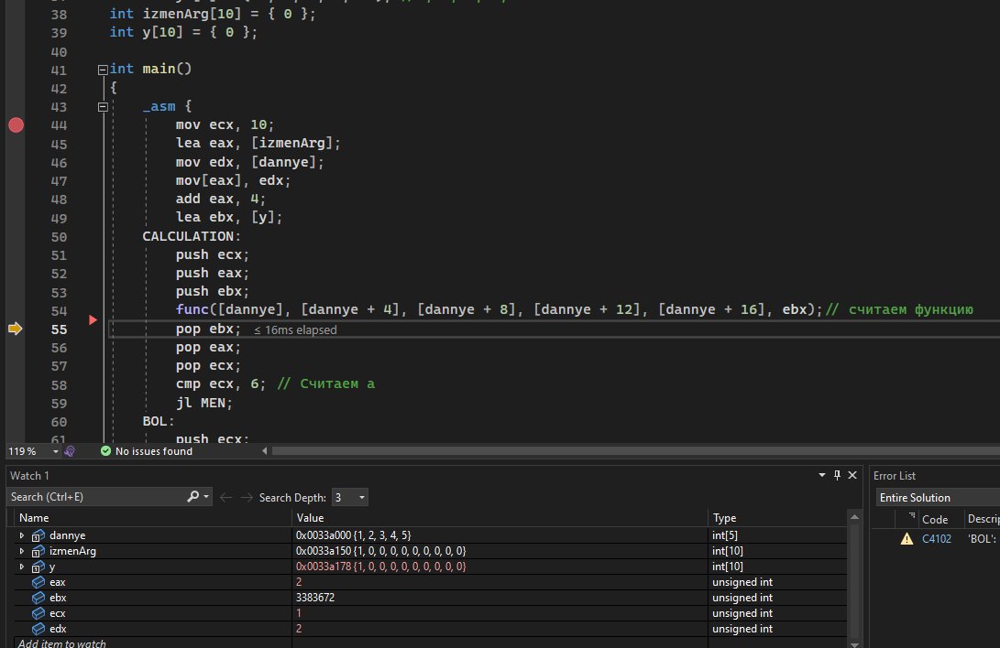 38 int izmenArg[10] = { 0 };
39 int y[10] = { 0 };
40
41 int main()
42 {
43 _asm {
44 mov ecx, 10;
45 lea eax, [izmenArg];
46 mov edx, [dannye];
47 mov[eax], edx;
48 add eax, 4;
49 lea ebx, [y];
50 CALCULATION:
51 push ecx;
52 push eax;
53 push ebx;
54 func([dannye], [dannye + 4], [dannye + 8], [dannye + 12], [dannye + 16], ebx);// считаем функцию
55 pop ebx; ≤ 16ms elapsed
56 pop eax;
57 pop ecx;
58 cmp ecx, 6; // Считаем a
59 jl MEN;
60 BOL:
61 push ecx;
119 % No issues found
Watch 1
Search (Ctrl+E) Search Depth: 3
Name Value Type
dannye 0x0033a000 {1, 2, 3, 4, 5} int[5]
izmenArg 0x0033a150 {1, 0, 0, 0, 0, 0, 0, 0, 0, 0} int[10]
y 0x0033a178 {1, 0, 0, 0, 0, 0, 0, 0, 0, 0} int[10]
eax 2 unsigned int
ebx 3383672 unsigned int
ecx 1 unsigned int
edx 2 unsigned int
Add item to watch
Error List
Entire Solution
Code Descrip
C4102 'BOL':